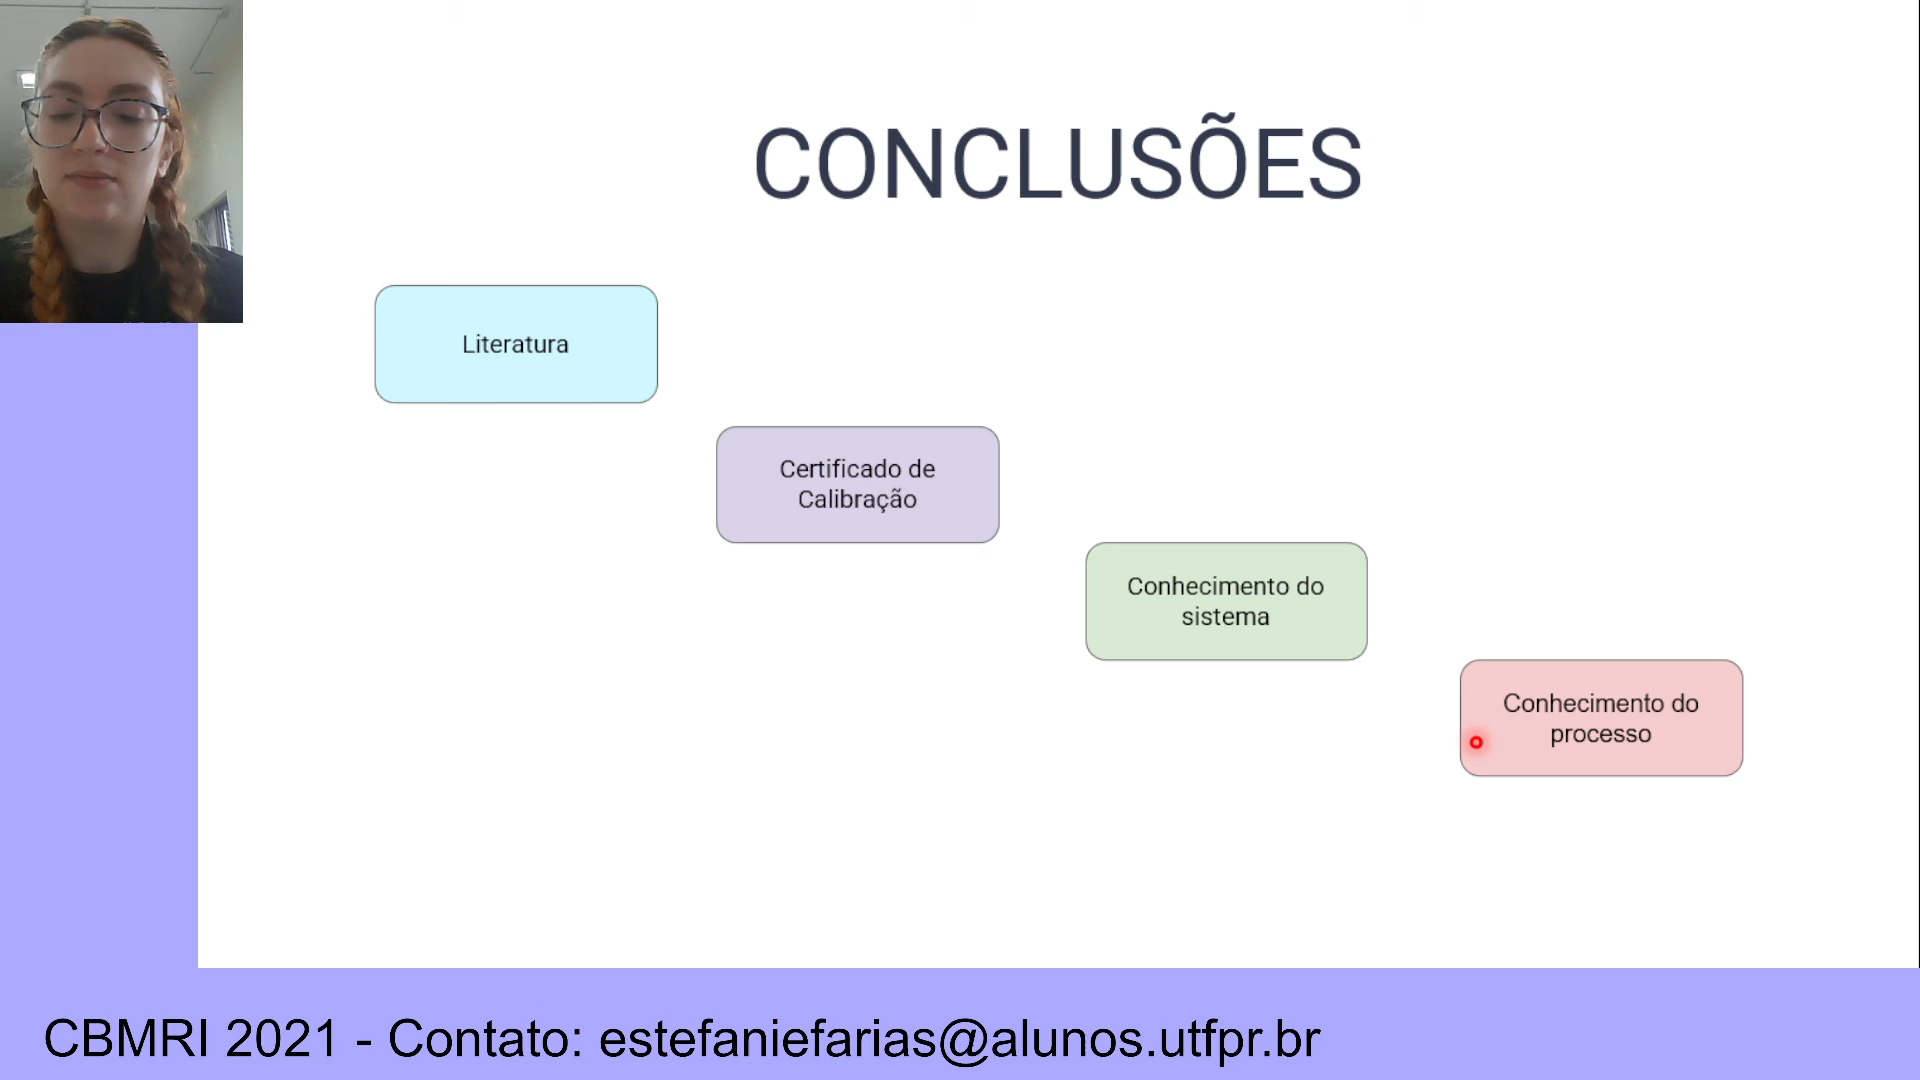 CONCLUSÕES
Literatura
Certificado de
Calibração
Conhecimento do
sistema
Conhecimento do
processo
CBMRI 2021 - Contato: estefaniefarias@alunos.utfpr.br